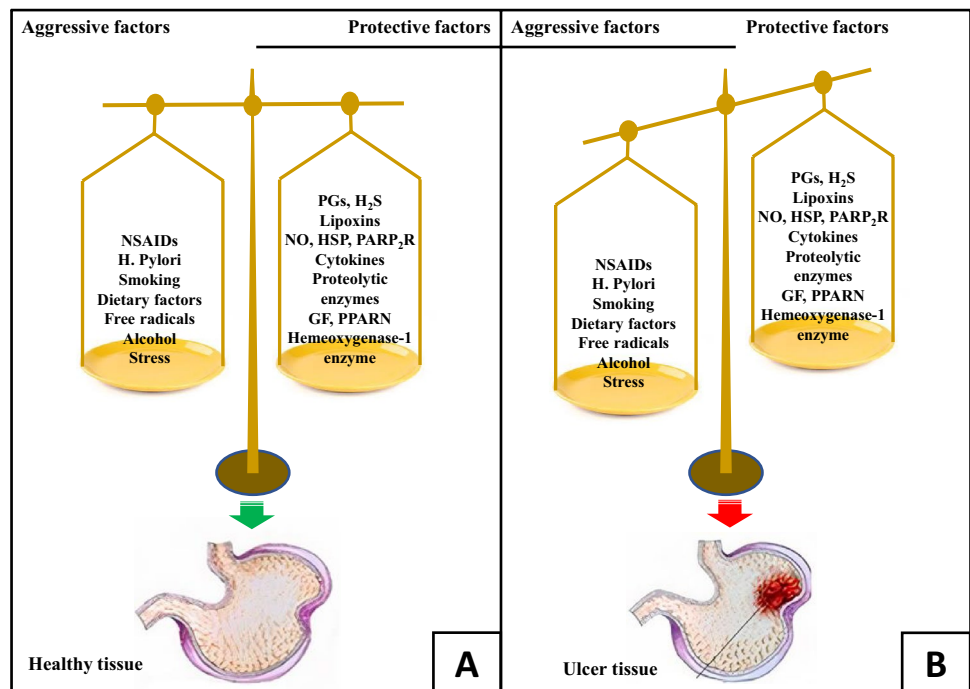 Aggressive factors
Protective factors
NSAIDs
H. Pylori
Smoking
Dietary factors
Free radicals
Alcohol
Stress
PGs, H₂S
Lipoxins
NO, HSP, PARP₂R
Cytokines
Proteolytic
enzymes
GF, PPARN
Hemeoxygenase-1
enzyme
Healthy tissue
A
Aggressive factors
Protective factors
NSAIDs
H. Pylori
Smoking
Dietary factors
Free radicals
Alcohol
Stress
PGs, H₂S
Lipoxins
NO, HSP, PARP₂R
Cytokines
Proteolytic
enzymes
GF, PPARN
Hemeoxygenase-1
enzyme
Ulcer tissue
B